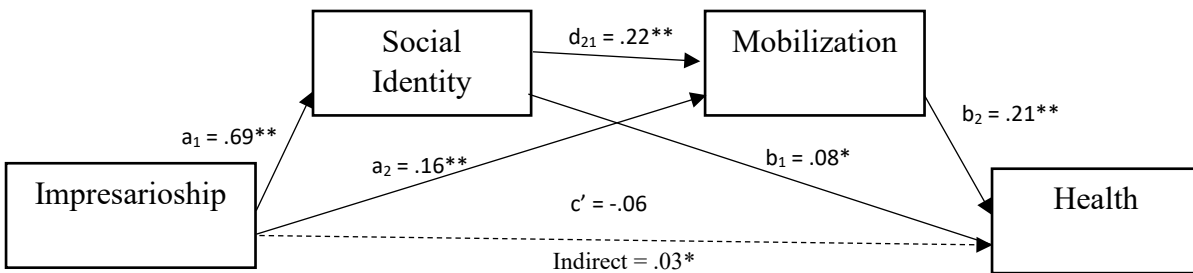 Social
Identity
d21 = .22**
Mobilization
a1 = .69**
b2 = .21**
a2 = .16**
b1 = .08*
Impresarioship
Health
c’ = -.06
Indirect = .03*